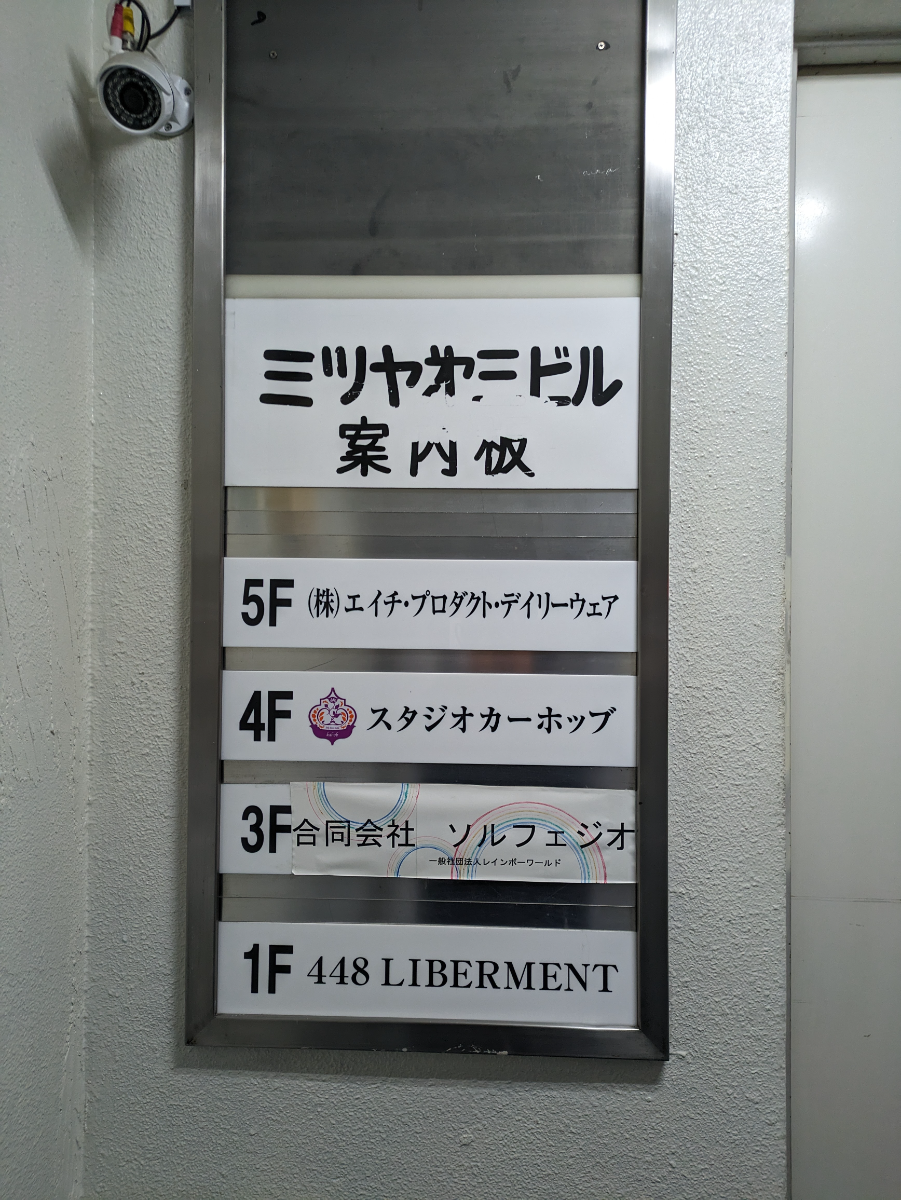 ミツヤオ三ビル
案内板
5F (株)エイチ・プロダクト・デイリーウェア
4F スタジオカーホップ
3F 合同会社 ソルフェジオ
一般社団法人レインボーワールド
1F 448 LIBERMENT